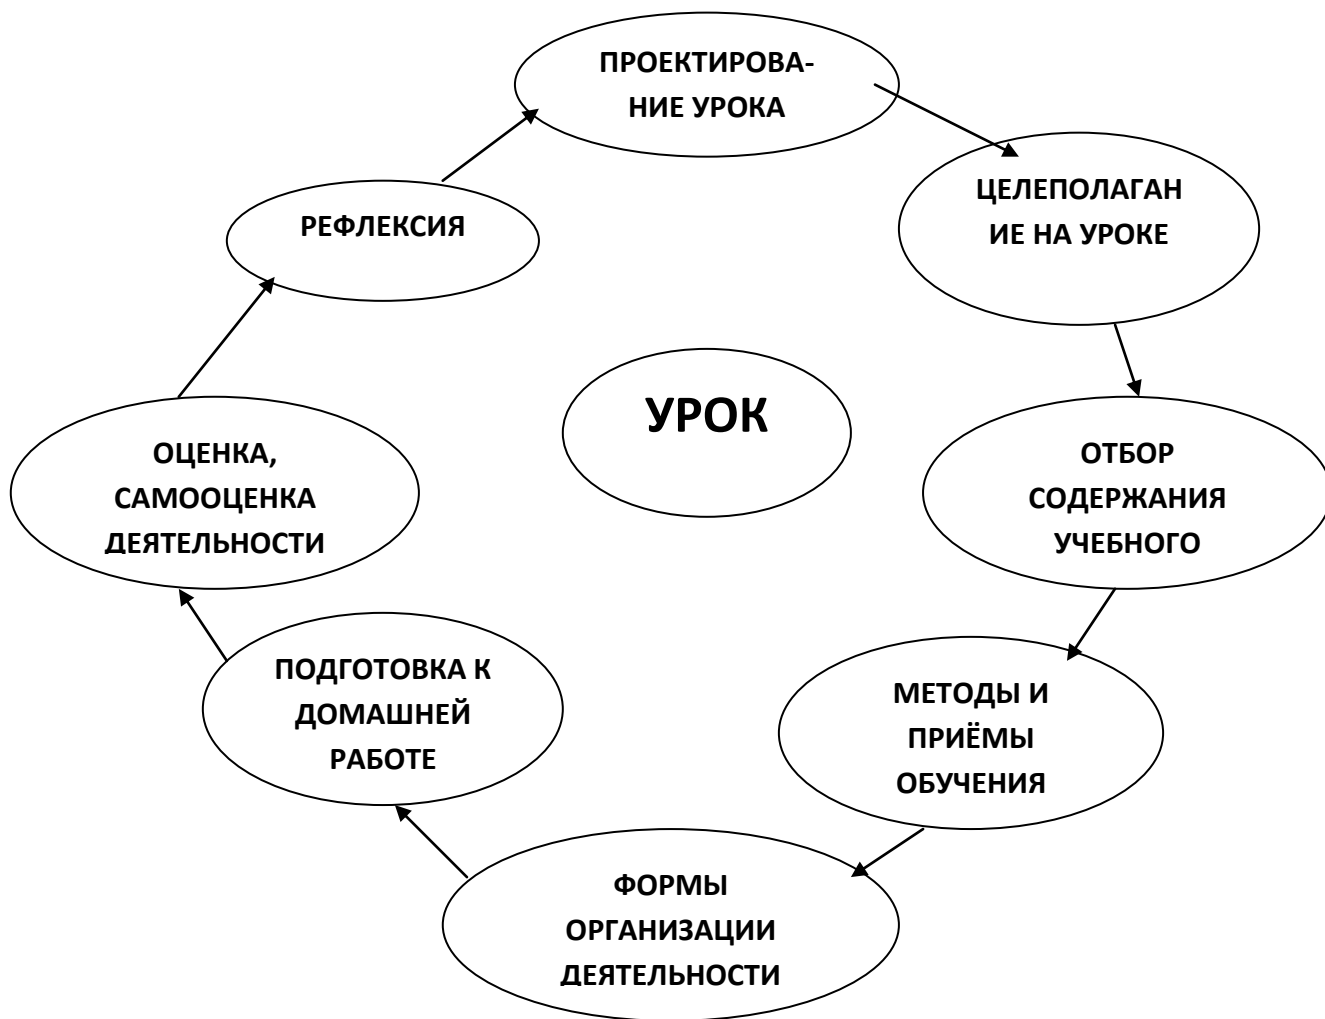 ПРОЕКТИРОВА-
НИЕ УРОКА
ЦЕЛЕПОЛАГАН
ИЕ НА УРОКЕ
РЕФЛЕКСИЯ
УРОК
ОТБОР
СОДЕРЖАНИЯ
УЧЕБНОГО
ОЦЕНКА,
САМООЦЕНКА
ДЕЯТЕЛЬНОСТИ
МЕТОДЫ И
ПРИЁМЫ
ОБУЧЕНИЯ
ПОДГОТОВКА К
ДОМАШНЕЙ
РАБОТЕ
ФОРМЫ
ОРГАНИЗАЦИИ
ДЕЯТЕЛЬНОСТИ